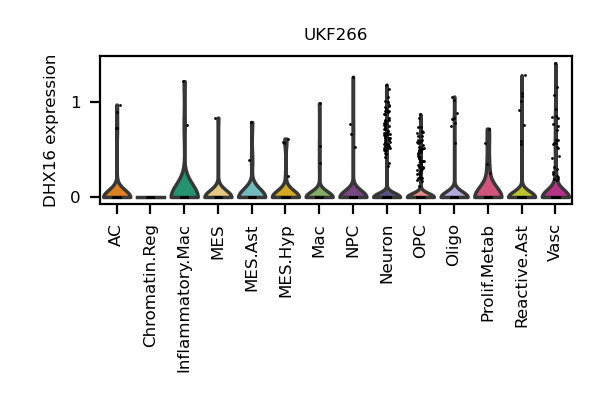 UKF266
DHX16 expression
1
0
AC
Chromatin.Reg
Inflammatory.Mac
MES
MES.Ast
MES.Hyp
Mac
NPC
Neuron
OPC
Oligo
Prolif.Metab
Reactive.Ast
Vasc